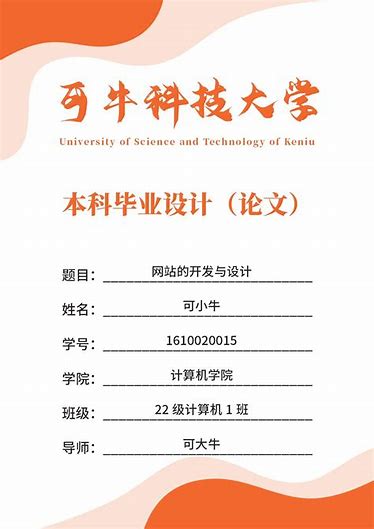 可牛科技大学
University of Science and Technology of Keniu
本科毕业设计（论文）
题目：网站的开发与设计
姓名：可小牛
学号：1610020015
学院：计算机学院
班级：22 级计算机 1 班
导师：可大牛